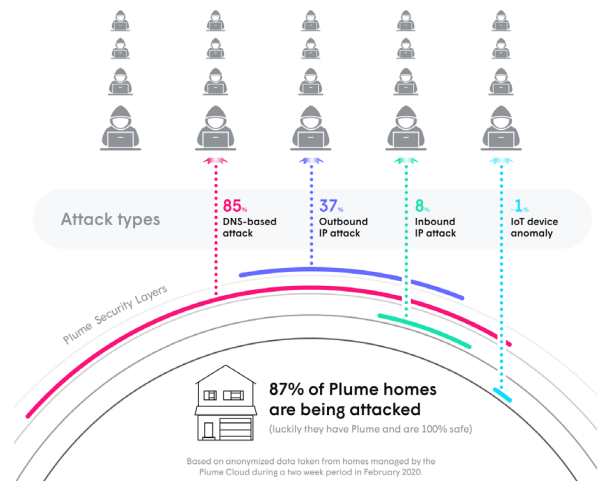 Attack types
85%
DNS-based
attack
37%
Outbound
IP attack
8%
Inbound
IP attack
.1%
IoT device
anomaly
Plume Security Layers
87% of Plume homes
are being attacked
(luckily they have Plume and are 100% safe)
Based on anonymized data taken from homes managed by the
Plume Cloud during a two week period in February 2020.